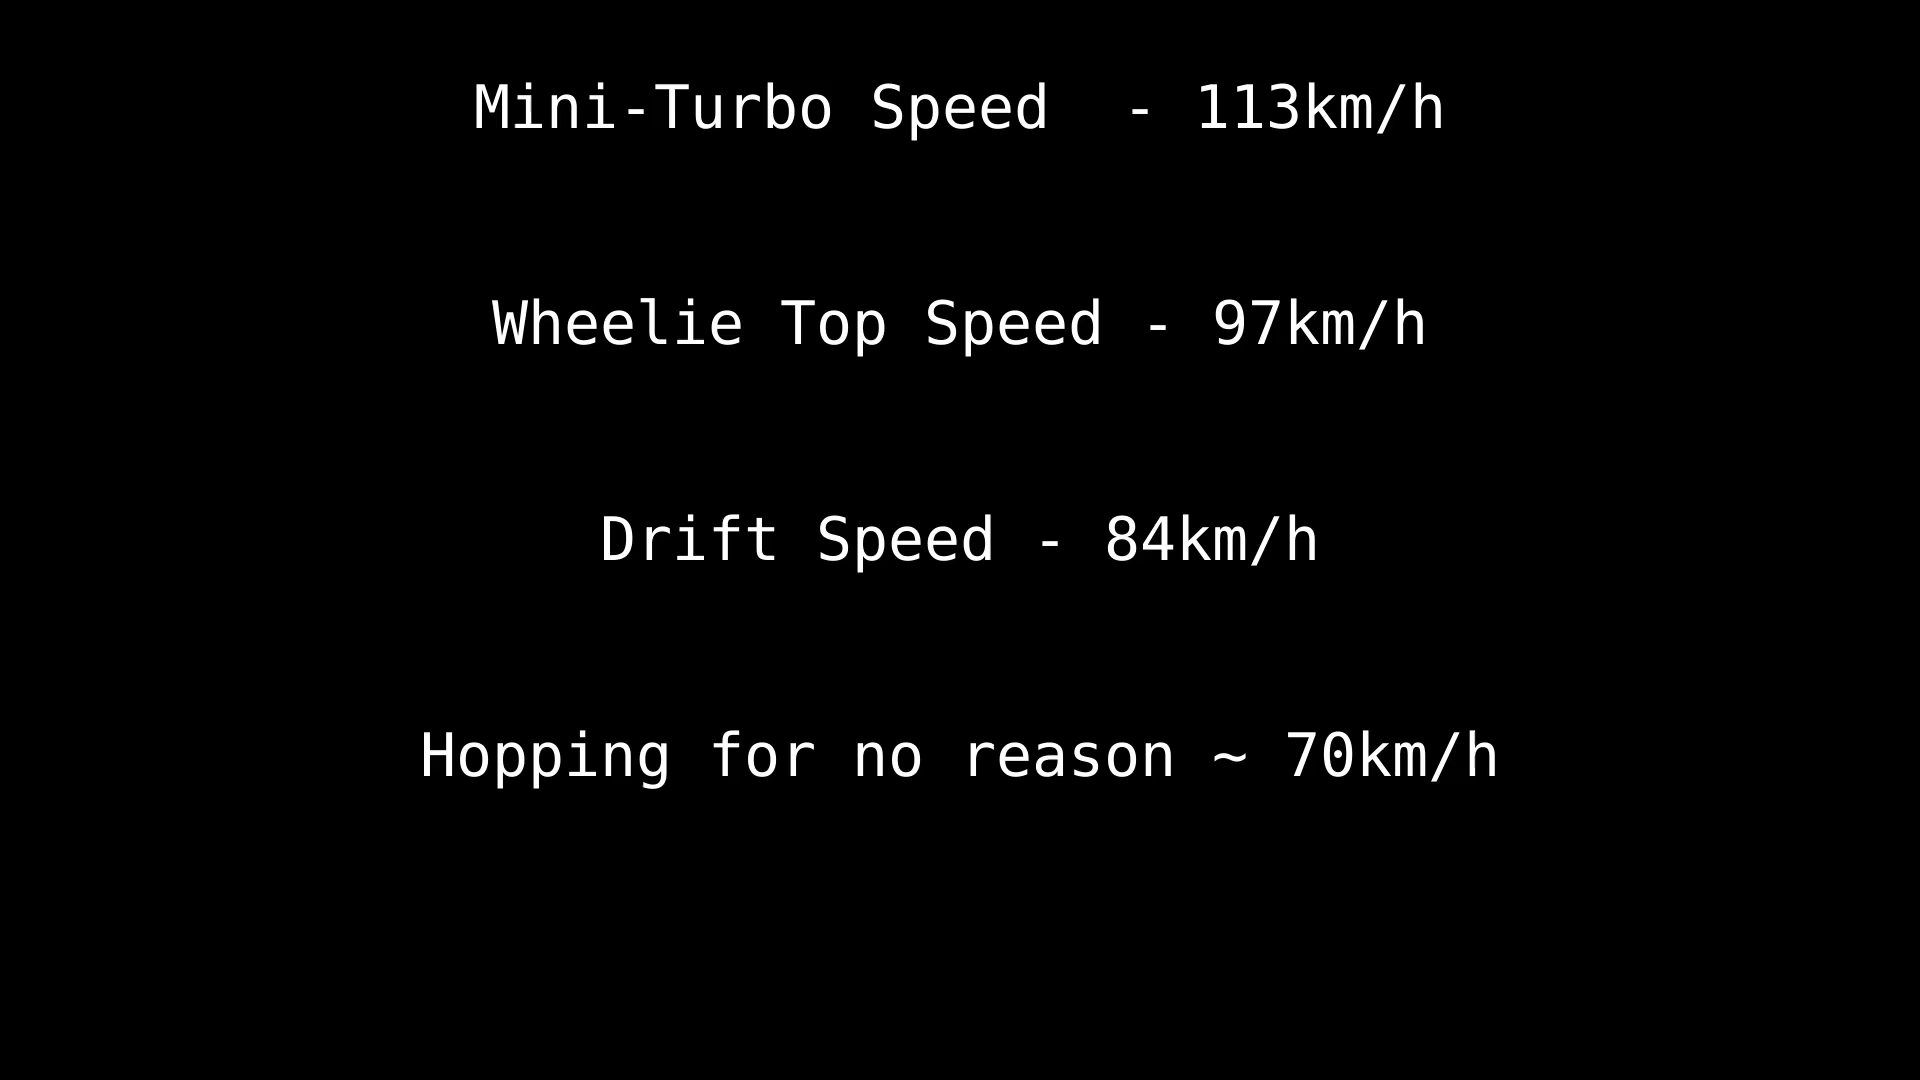 Mini-Turbo Speed  - 113km/h
Wheelie Top Speed - 97km/h
Drift Speed - 84km/h
Hopping for no reason ~ 70km/h